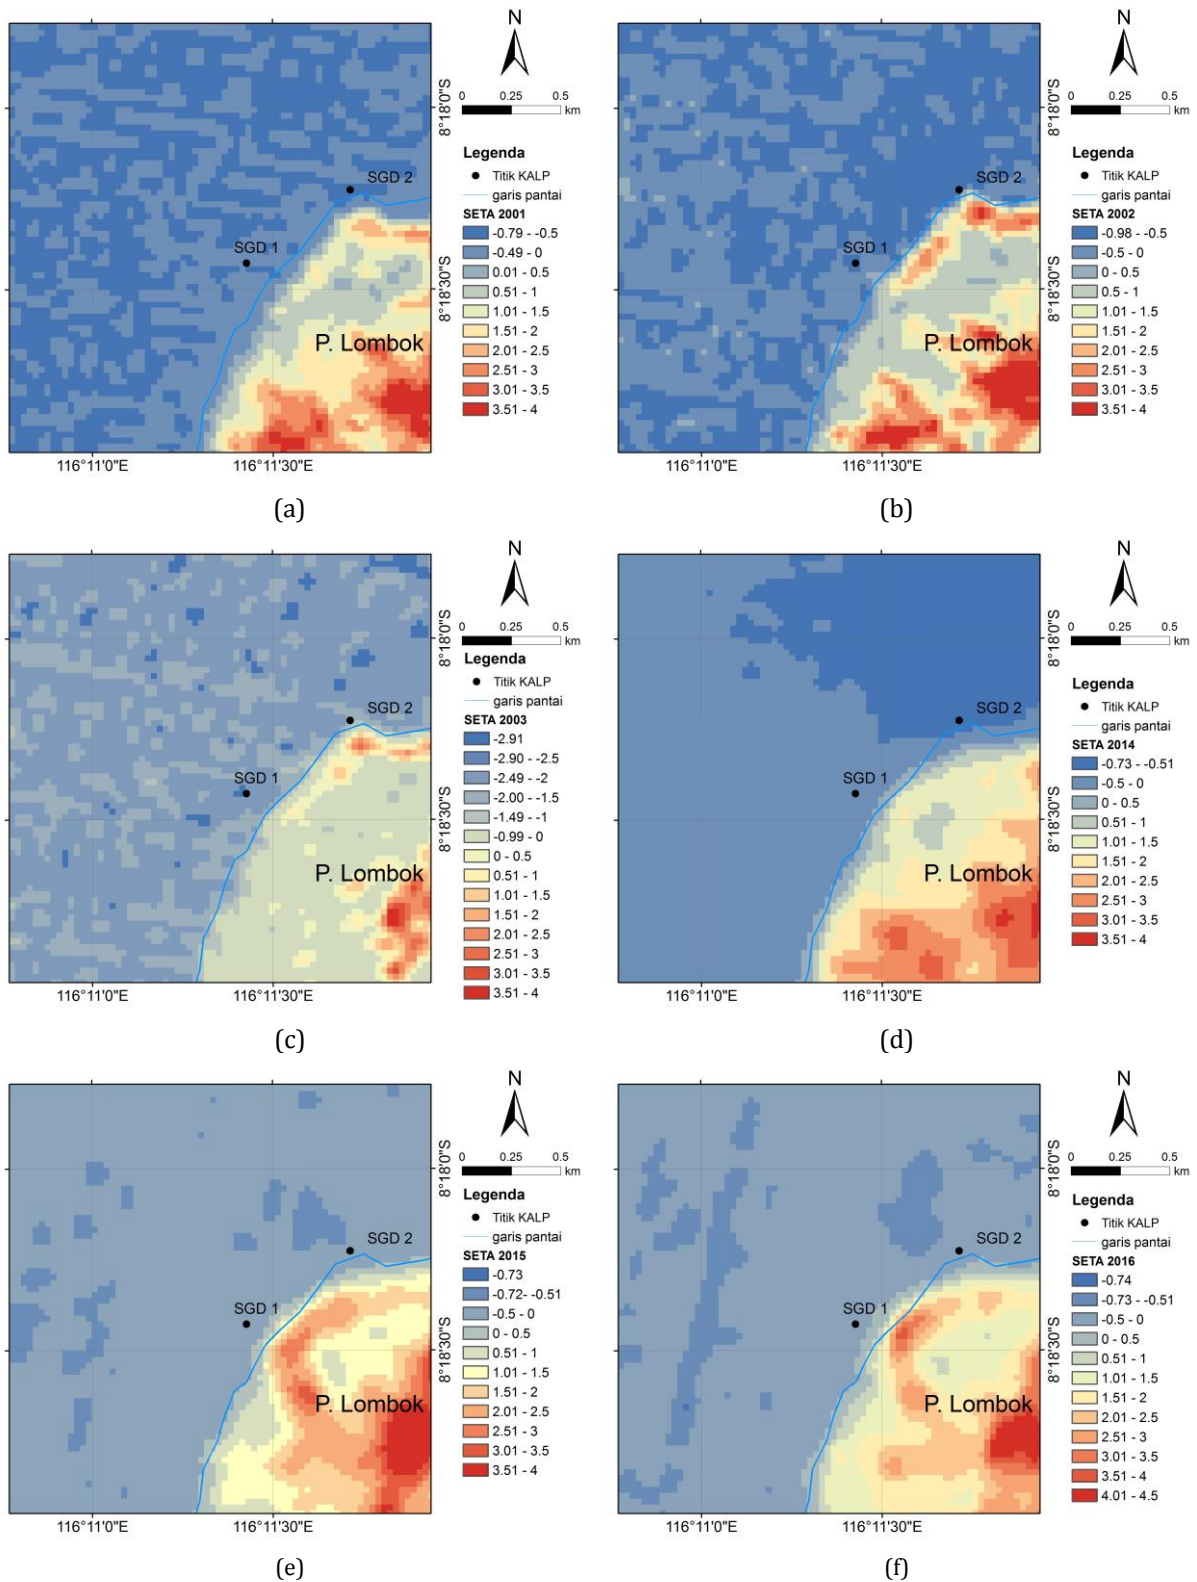 N
0 0.25 0.5
km
8°18'0"S
8°18'30"S
SGD 2
SGD 1
P. Lombok
Legenda
Titik KALP
garis pantai
SETA 2001
-0.79 - -0.5
-0.49 - 0
0.01 - 0.5
0.51 - 1
1.01 - 1.5
1.51 - 2
2.01 - 2.5
2.51 - 3
3.01 - 3.5
3.51 - 4
116°11'0"E 116°11'30"E
(a)
N
0 0.25 0.5
km
8°18'0"S
8°18'30"S
SGD 2
SGD 1
P. Lombok
Legenda
Titik KALP
garis pantai
SETA 2002
-0.98 - -0.5
-0.5 - 0
0 - 0.5
0.5 - 1
1.01 - 1.5
1.51 - 2
2.01 - 2.5
2.51 - 3
3.01 - 3.5
3.51 - 4
116°11'0"E 116°11'30"E
(b)
N
0 0.25 0.5
km
8°18'0"S
8°18'30"S
SGD 2
SGD 1
P. Lombok
Legenda
Titik KALP
garis pantai
SETA 2003
-2.91
-2.90 - -2.5
-2.49 - -2
-2.00 - -1.5
-1.49 - -1
-0.99 - 0
0 - 0.5
0.51 - 1
1.01 - 1.5
1.51 - 2
2.01 - 2.5
2.51 - 3
3.01 - 3.5
3.51 - 4
116°11'0"E 116°11'30"E
(c)
N
0 0.25 0.5
km
8°18'0"S
8°18'30"S
SGD 2
SGD 1
P. Lombok
Legenda
Titik KALP
garis pantai
SETA 2014
-0.73 - -0.51
-0.5 - 0
0 - 0.5
0.51 - 1
1.01 - 1.5
1.51 - 2
2.01 - 2.5
2.51 - 3
3.01 - 3.5
3.51 - 4
116°11'0"E 116°11'30"E
(d)
N
0 0.25 0.5
km
8°18'0"S
8°18'30"S
SGD 2
SGD 1
P. Lombok
Legenda
Titik KALP
garis pantai
SETA 2015
-0.73
-0.72- -0.51
-0.5 - 0
0 - 0.5
0.51 - 1
1.01 - 1.5
1.51 - 2
2.01 - 2.5
2.51 - 3
3.01 - 3.5
3.51 - 4
116°11'0"E 116°11'30"E
(e)
N
0 0.25 0.5
km
8°18'0"S
8°18'30"S
SGD 2
SGD 1
P. Lombok
Legenda
Titik KALP
garis pantai
SETA 2016
-0.74
-0.73 - -0.51
-0.5 - 0
0 - 0.5
0.51 - 1
1.01 - 1.5
1.51 - 2
2.01 - 2.5
2.51 - 3
3.01 - 3.5
3.51 - 4
4.01 - 4.5
116°11'0"E 116°11'30"E
(f)